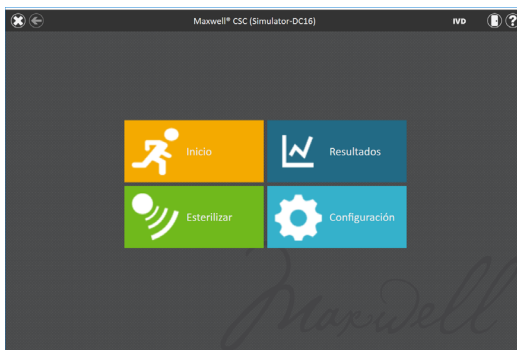 Maxwell® CSC (Simulator-DC16)
IVD
?
Inicio
Resultados
Esterilizar
Configuración
Maxwell